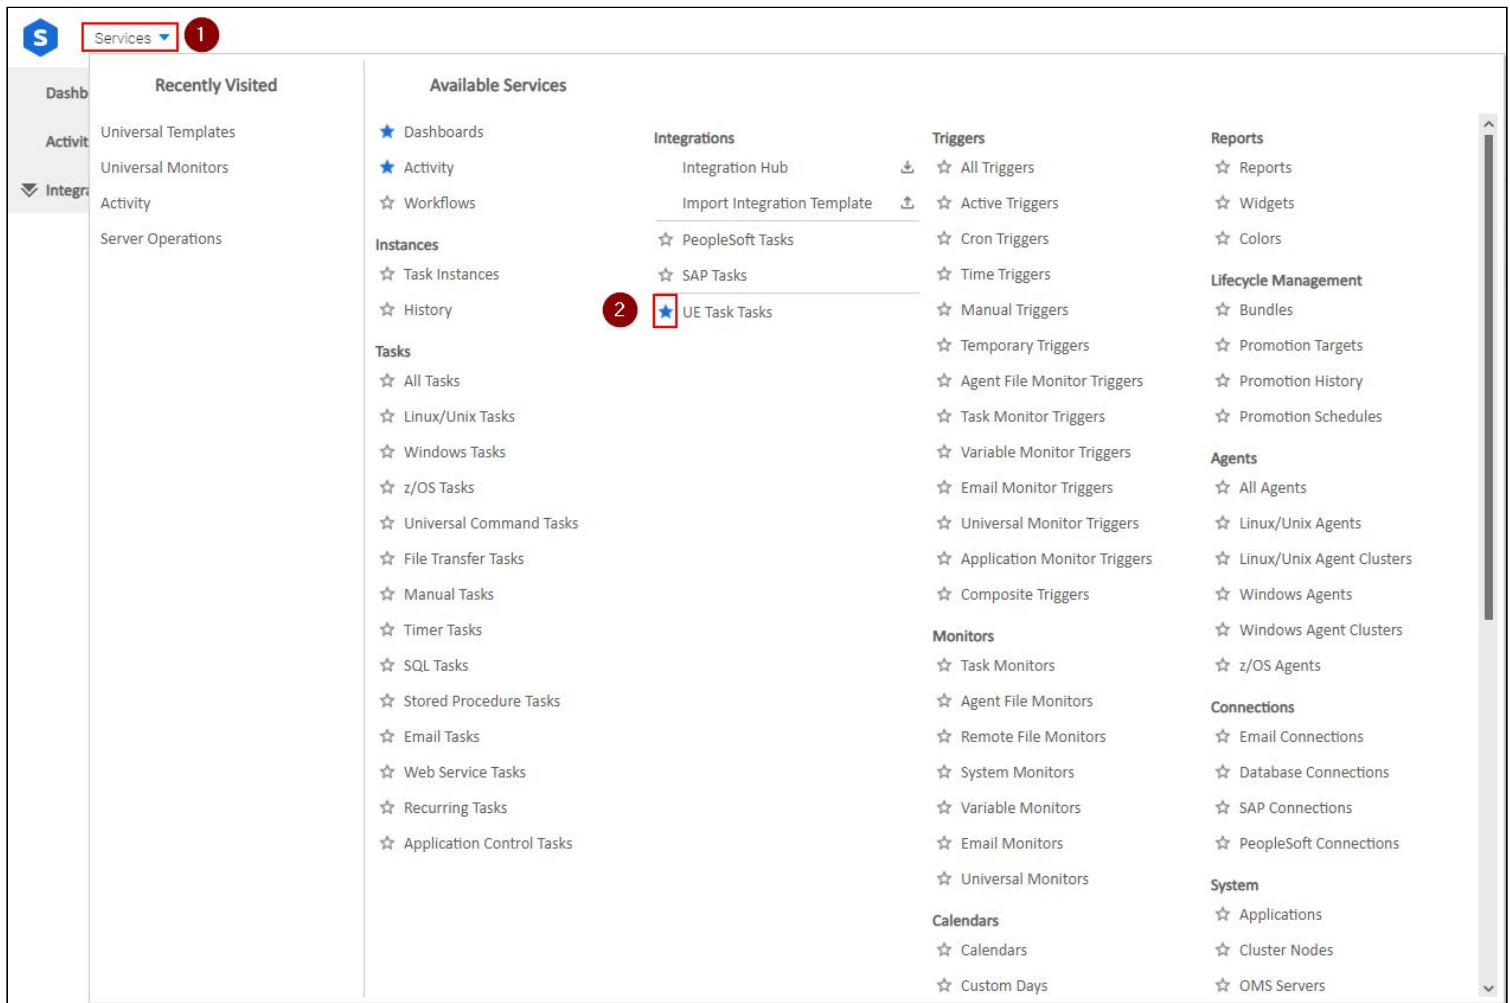 S
Services
1
Dashb
Activit
Integra
Recently Visited
Universal Templates
Universal Monitors
Activity
Server Operations
Available Services
Dashboards
Activity
Workflows
Instances
Task Instances
History
Tasks
All Tasks
Linux/Unix Tasks
Windows Tasks
z/OS Tasks
Universal Command Tasks
File Transfer Tasks
Manual Tasks
Timer Tasks
SQL Tasks
Stored Procedure Tasks
Email Tasks
Web Service Tasks
Recurring Tasks
Application Control Tasks
Integrations
Integration Hub
Import Integration Template
PeopleSoft Tasks
SAP Tasks
2
UE Task Tasks
Triggers
All Triggers
Active Triggers
Cron Triggers
Time Triggers
Manual Triggers
Temporary Triggers
Agent File Monitor Triggers
Task Monitor Triggers
Variable Monitor Triggers
Email Monitor Triggers
Universal Monitor Triggers
Application Monitor Triggers
Composite Triggers
Monitors
Task Monitors
Agent File Monitors
Remote File Monitors
System Monitors
Variable Monitors
Email Monitors
Universal Monitors
Calendars
Calendars
Custom Days
Reports
Reports
Widgets
Colors
Lifecycle Management
Bundles
Promotion Targets
Promotion History
Promotion Schedules
Agents
All Agents
Linux/Unix Agents
Linux/Unix Agent Clusters
Windows Agents
Windows Agent Clusters
z/OS Agents
Connections
Email Connections
Database Connections
SAP Connections
PeopleSoft Connections
System
Applications
Cluster Nodes
OMS Servers